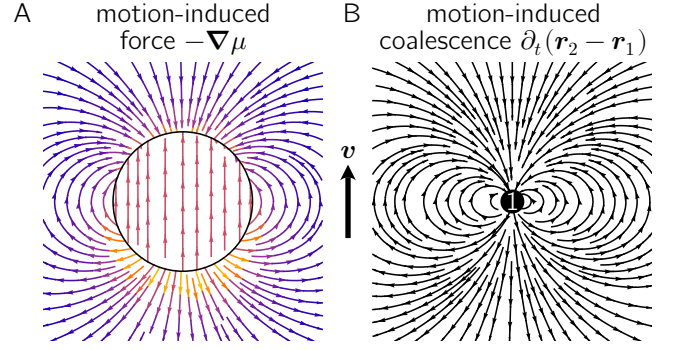 A
motion-induced
force −∇μ
B
motion-induced
coalescence ∂ₜ(r₂ − r₁)
v
1